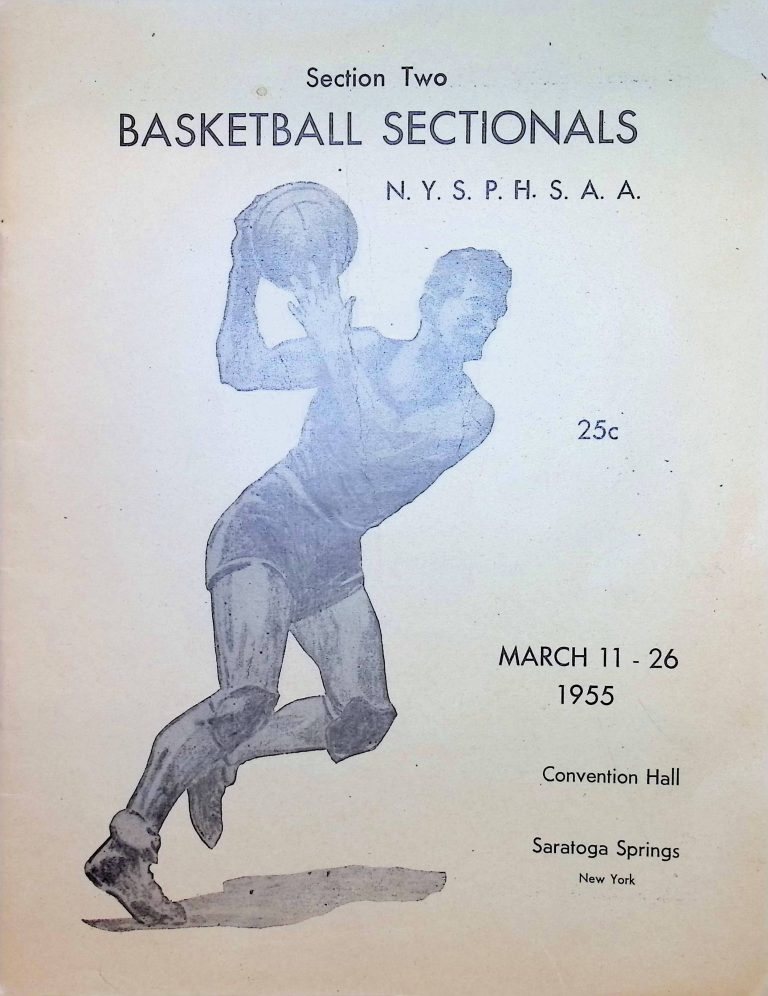 Section Two
BASKETBALL SECTIONALS
N. Y. S. P. H. S. A. A.
25c
MARCH 11 - 26
1955
Convention Hall
Saratoga Springs
New York